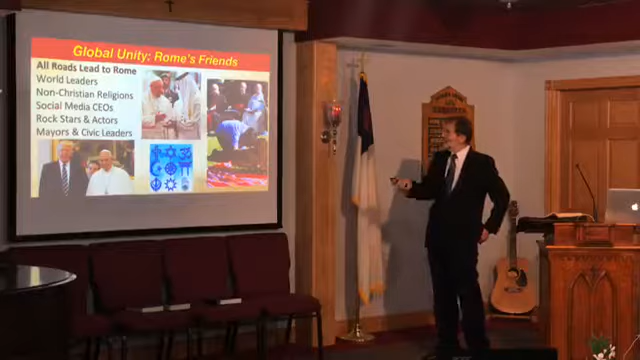 Global Unity: Rome's Friends
All Roads Lead to Rome
World Leaders
Non-Christian Religions
Social Media CEOs
Rock Stars & Actors
Mayors & Civic Leaders